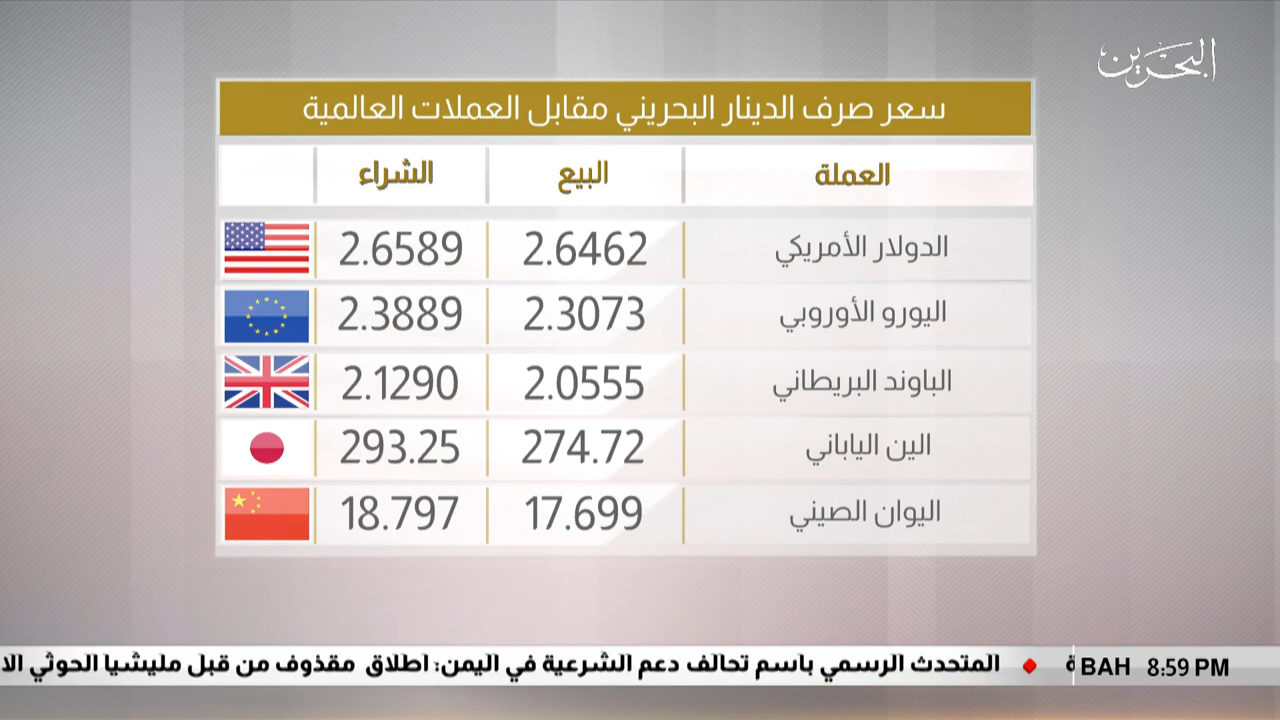 البحرين
سعر صرف الدينار البحريني مقابل العملات العالمية
العملة البيع الشراء
الدولار الأمريكي 2.6462 2.6589
اليورو الأوروبي 2.3073 2.3889
الباوند البريطاني 2.0555 2.1290
الين الياباني 274.72 293.25
اليوان الصيني 17.699 18.797
BAH 8:59 PM
المتحدث الرسمي باسم تحالف دعم الشرعية في اليمن: اطلاق مقذوف من قبل مليشيا الحوثي الا